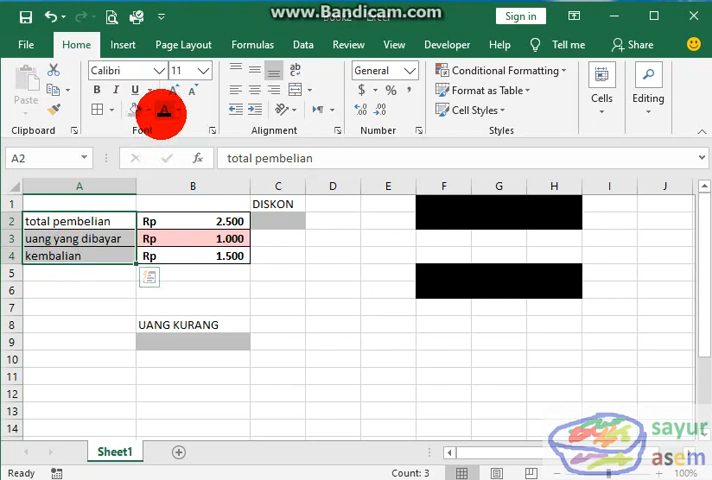 www.Bandicam.com
Sign in
File Home Insert Page Layout Formulas Data Review View Developer Help Tell me Share
Calibri 11 General Conditional Formatting
Paste B I U A A ab % , Format as Table Cells Editing
A Cell Styles
Clipboard Font Alignment Number Styles
A2 fx total pembelian
A B C D E F G H I J
1 DISKON
2 total pembelian Rp 2.500
3 uang yang dibayar Rp 1.000
4 kembalian Rp 1.500
5
6
7
8 UANG KURANG
9
10
11
12
13
14
sayur
asem
Sheet1
Ready Count: 3 100%